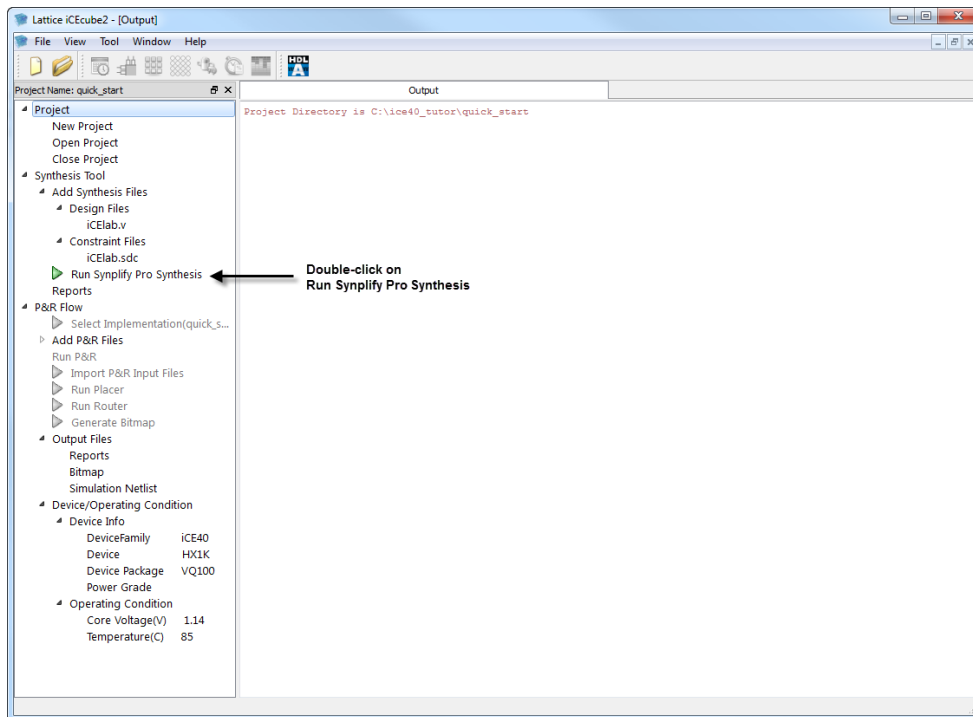 Lattice iCEcube2 - [Output]
File View Tool Window Help
HDL
A
Project Name: quick_start
Output
Project
New Project
Open Project
Close Project
Synthesis Tool
Add Synthesis Files
Design Files
iCElab.v
Constraint Files
iCElab.sdc
Run Synplify Pro Synthesis
Reports
P&R Flow
Select Implementation(quick_s...
Add P&R Files
Run P&R
Import P&R Input Files
Run Placer
Run Router
Generate Bitmap
Output Files
Reports
Bitmap
Simulation Netlist
Device/Operating Condition
Device Info
DeviceFamily iCE40
Device HX1K
Device Package VQ100
Power Grade
Operating Condition
Core Voltage(V) 1.14
Temperature(C) 85
Project Directory is C:\ice40_tutor\quick_start
Double-click on
Run Synplify Pro Synthesis